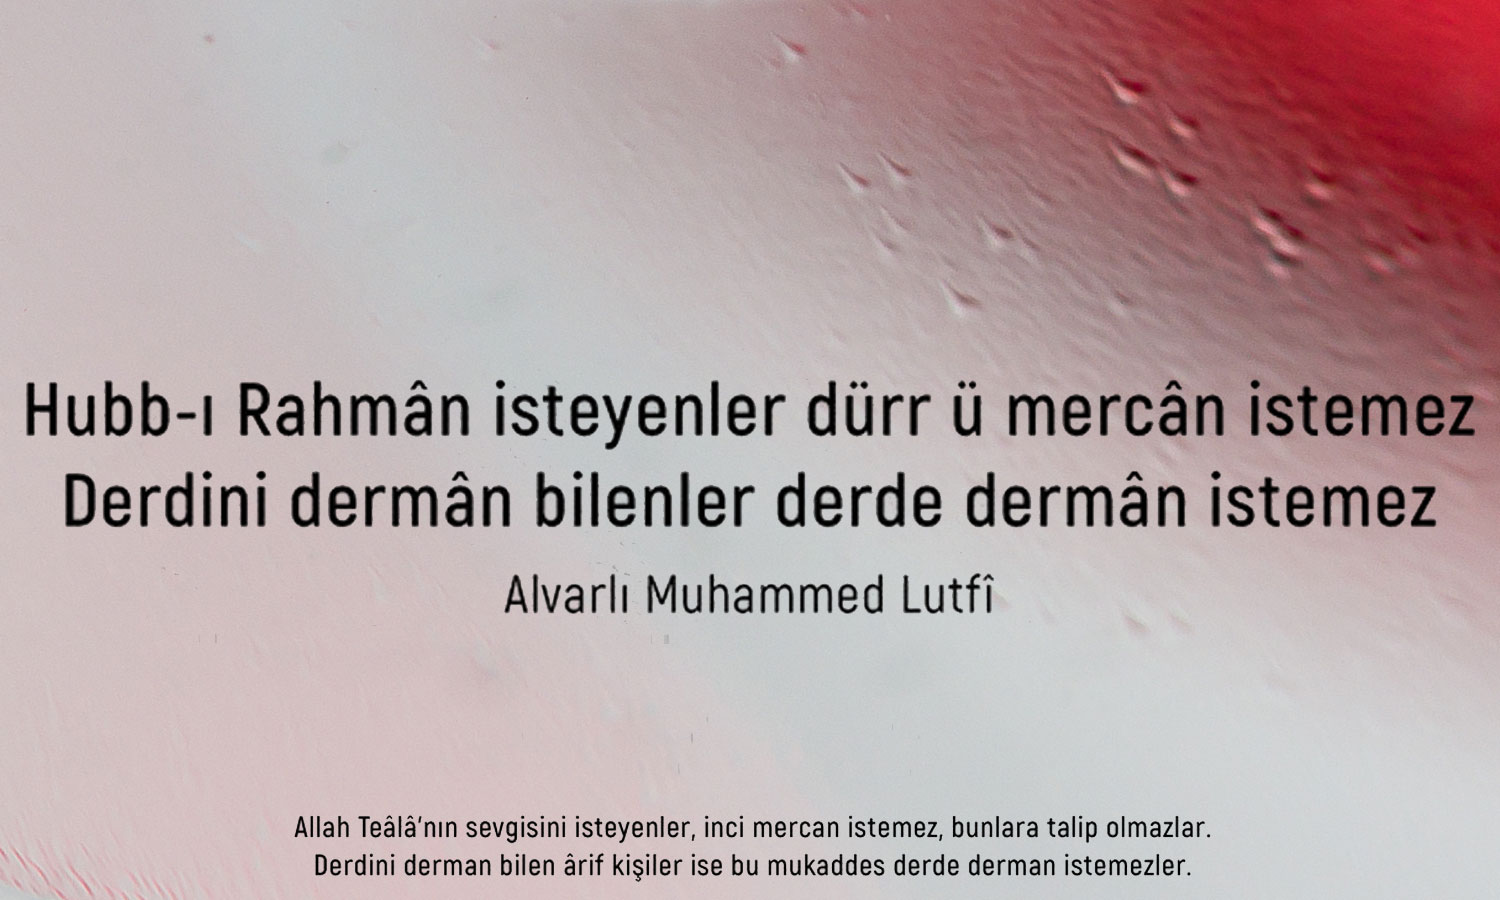 Hubb-ı Rahmân isteyenler dürr ü mercân istemez
Derdini dermân bilenler derde dermân istemez
Alvarlı Muhammed Lutfî
Allah Teâlâ'nın sevgisini isteyenler, inci mercan istemez, bunlara talip olmazlar.
Derdini derman bilen ârif kişiler ise bu mukaddes derde derman istemezler.